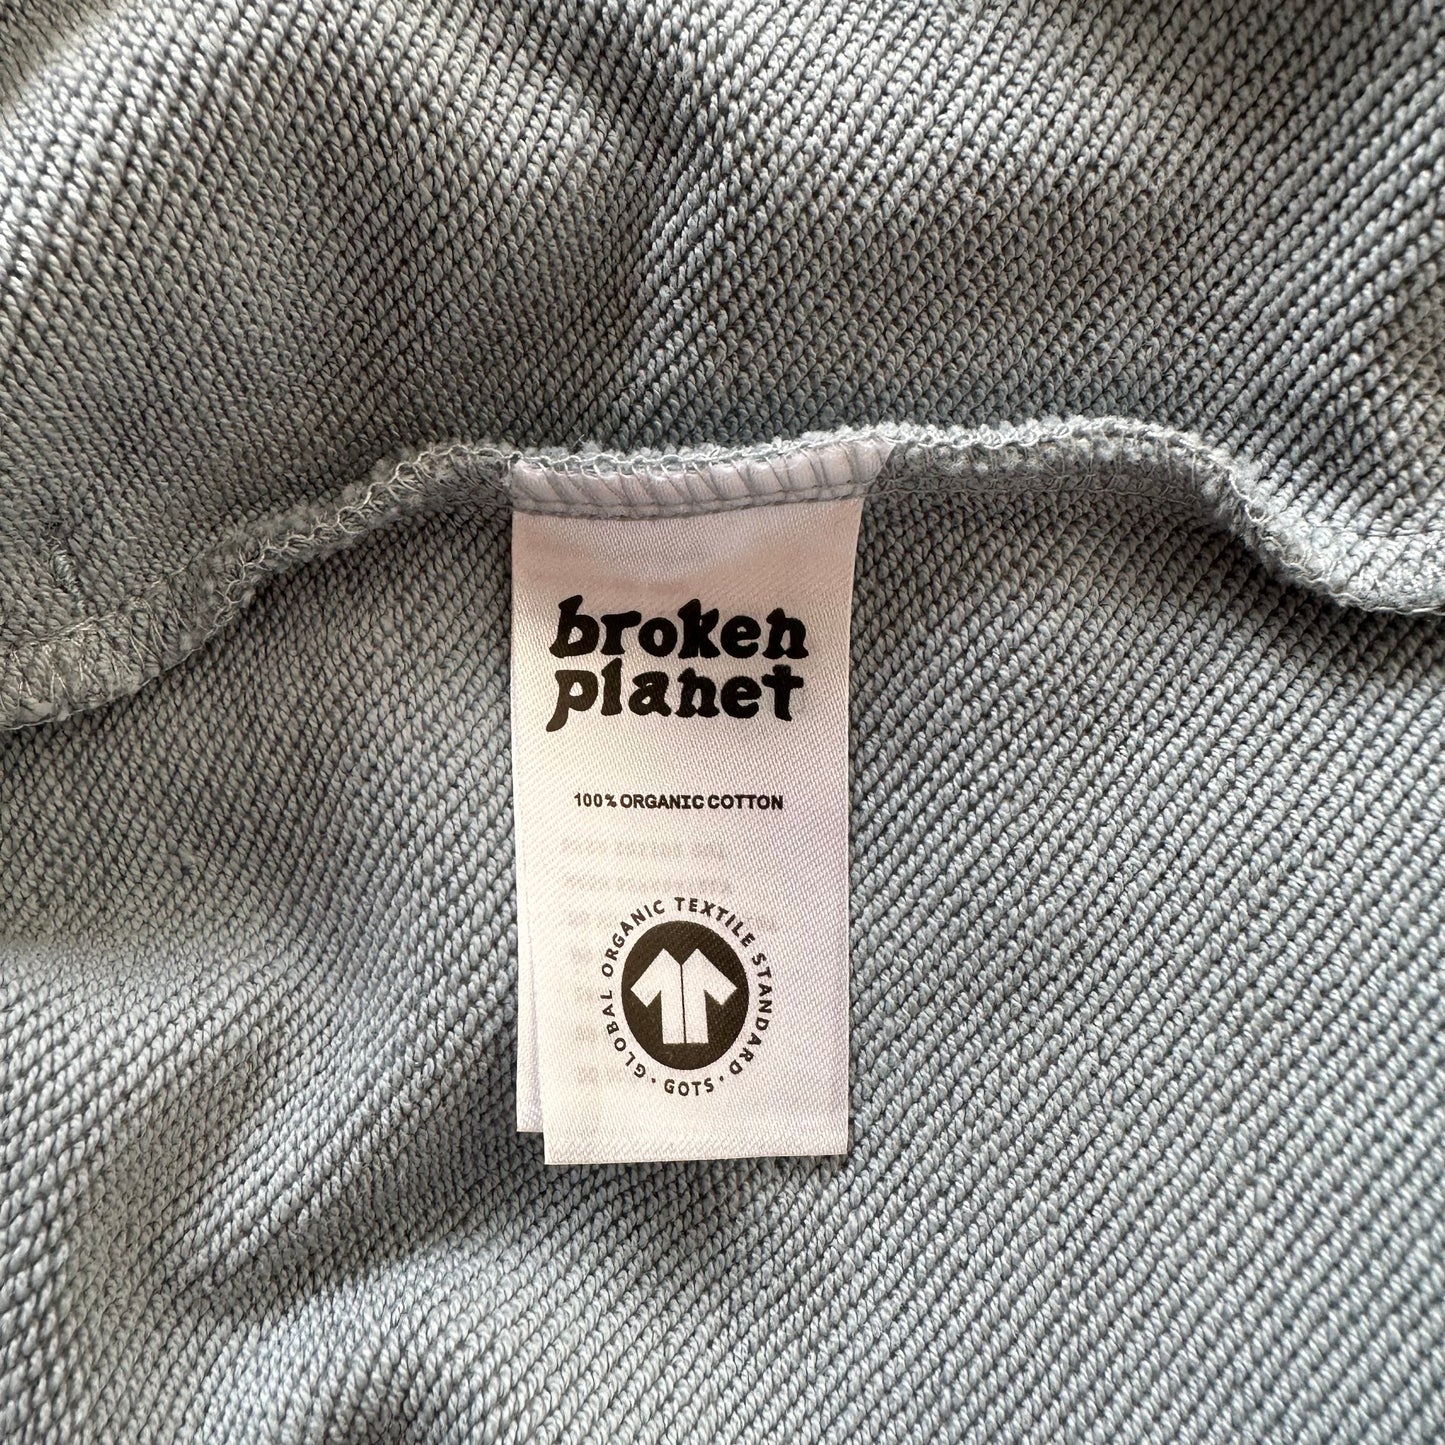 broken
planet
100% ORGANIC COTTON
GLOBAL ORGANIC TEXTILE STANDARD · GOTS ·